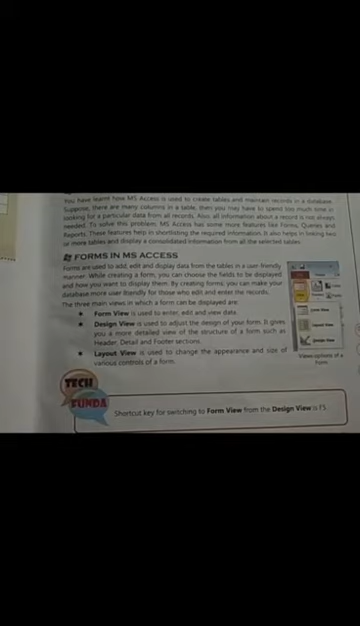 You have learnt how MS Access is used to create tables and maintain records in a database.
Suppose, there are many columns in a table, then you may have to spend too much time in
looking for a particular data from all records. Also, all information about a record is not always
needed. To solve this problem, MS Access has some more features like Forms, Queries and
Reports. These features help in shortlisting the required information. It also helps in linking two
or more tables and display a consolidated information from all the selected tables.
FORMS IN MS ACCESS
Forms are used to add, edit and display data from the tables in a user friendly
manner. While creating a form, you can choose the fields to be displayed
and how you want to display them. By creating forms, you can make your
database more user friendly for those who edit and enter the records.
The three main views in which a form can be displayed are:
Form View is used to enter, edit and view data.
Design View is used to adjust the design of your form. It gives
you a more detailed view of the structure of a form such as
Header, Detail and Footer sections.
Layout View is used to change the appearance and size of
various controls of a form.
Form View
Layout View
Design View
Views options of a
Form
TECH
FUNDA
Shortcut key for switching to Form View from the Design View is F5.